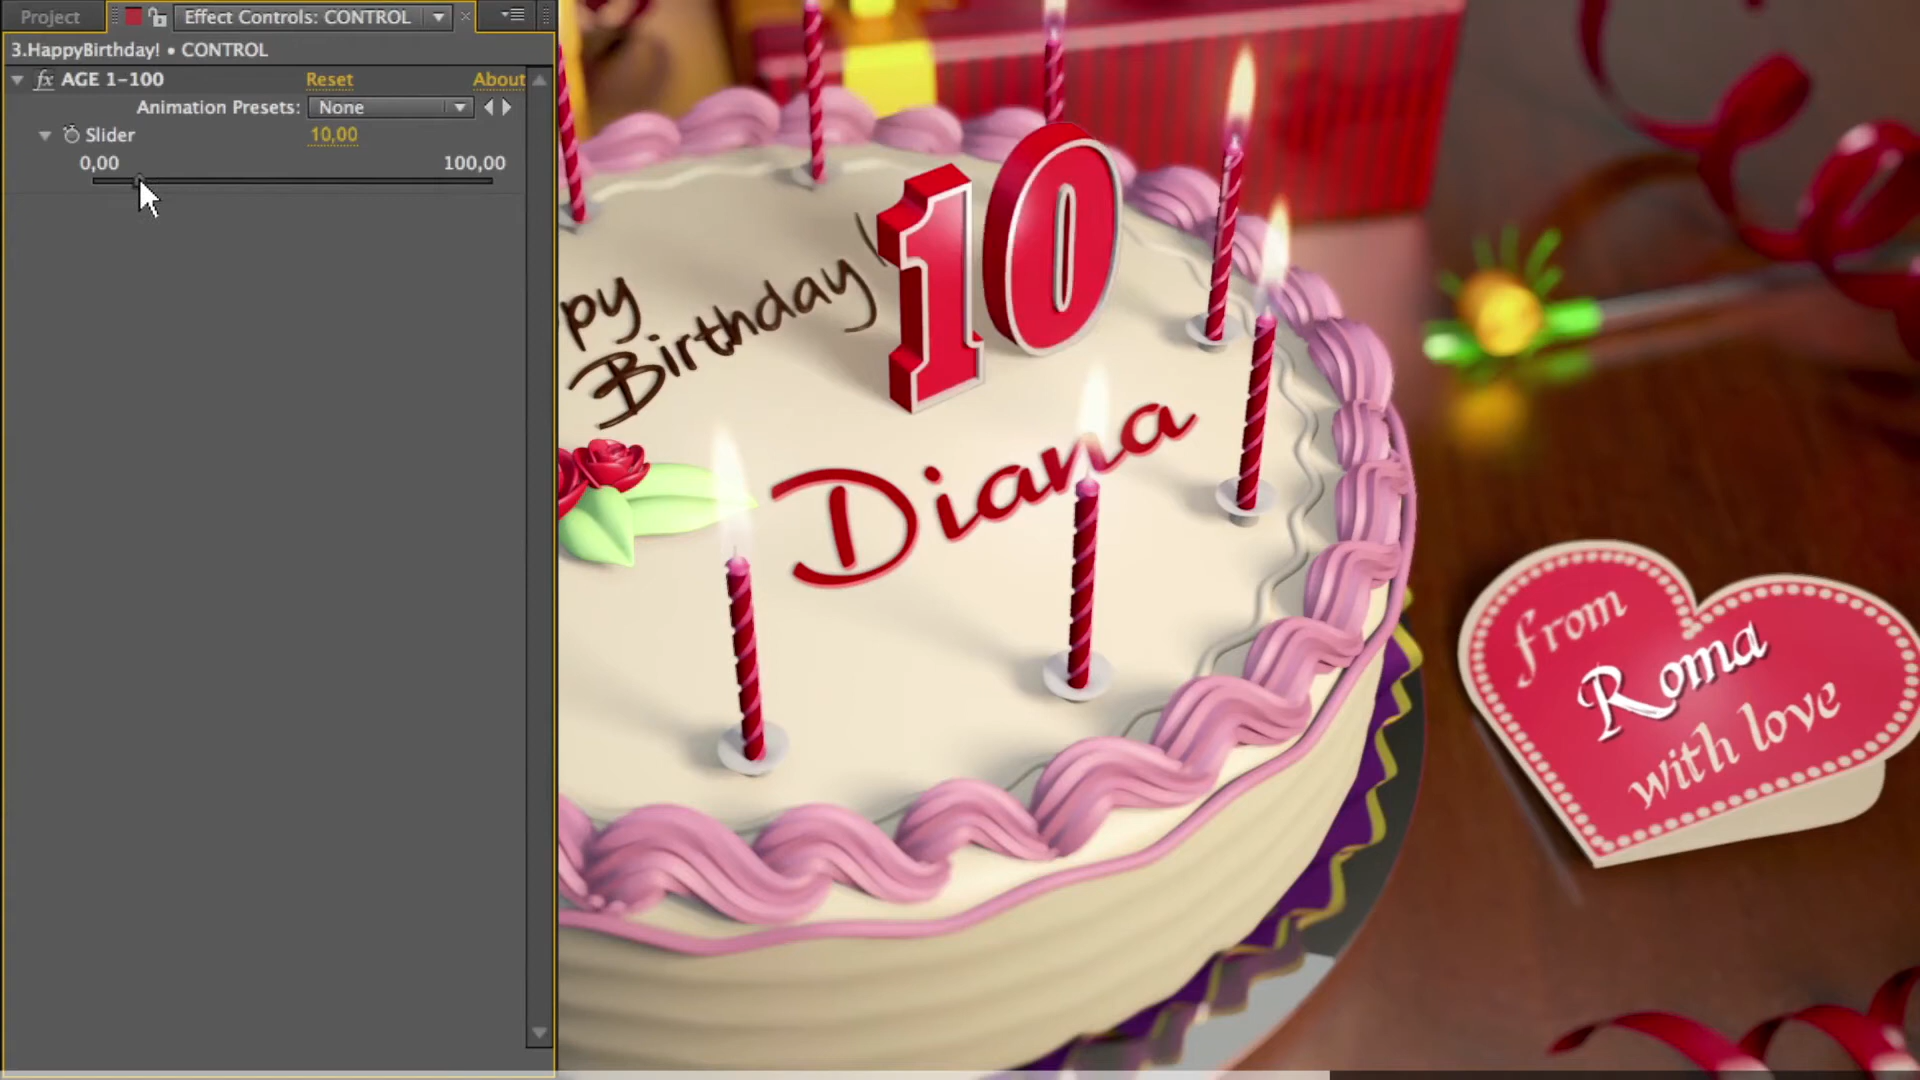 Project
Effect Controls: CONTROL
3.HappyBirthday! • CONTROL
fx AGE 1-100 Reset About
Animation Presets: None
Slider 10,00
0,00 100,00
10
py
Birthday
Diana
from
Roma
with love